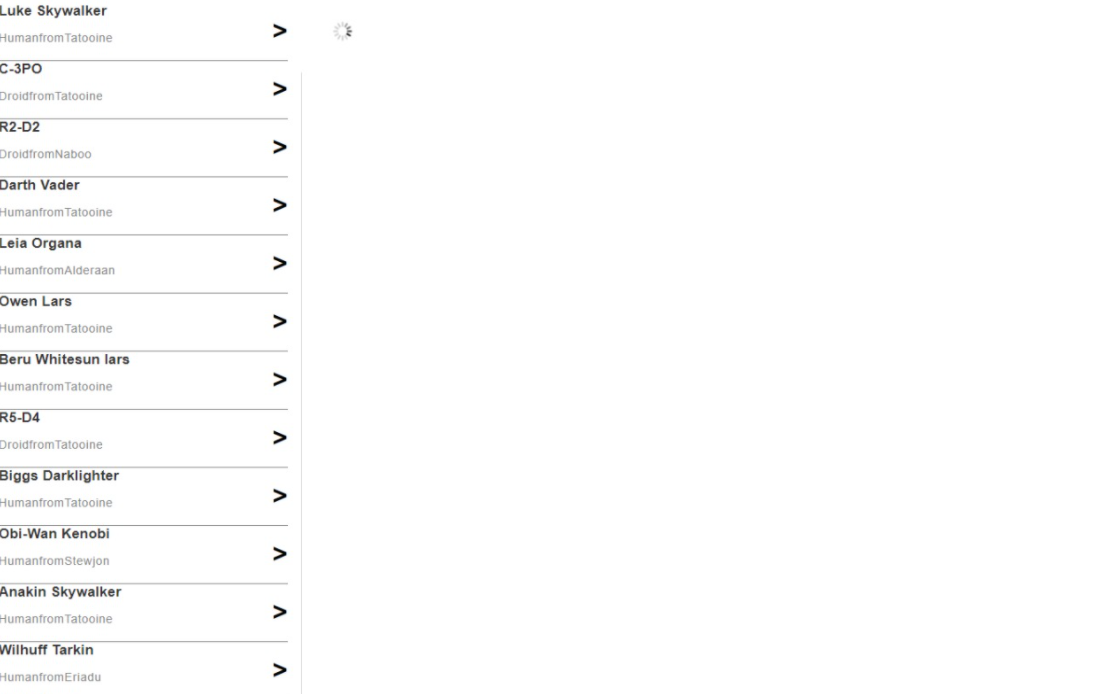 Luke Skywalker
HumanfromTatooine
>
C-3PO
DroidfromTatooine
>
R2-D2
DroidfromNaboo
>
Darth Vader
HumanfromTatooine
>
Leia Organa
HumanfromAlderaan
>
Owen Lars
HumanfromTatooine
>
Beru Whitesun lars
HumanfromTatooine
>
R5-D4
DroidfromTatooine
>
Biggs Darklighter
HumanfromTatooine
>
Obi-Wan Kenobi
HumanfromStewjon
>
Anakin Skywalker
HumanfromTatooine
>
Wilhuff Tarkin
HumanfromEriadu
>